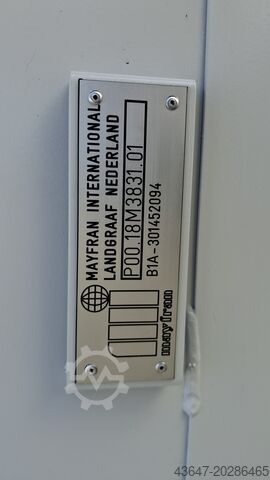 MAYFRAN INTERNATIONAL
LANDGRAAF NEDERLAND
P00.18M3831.01
B1A-301452094
mayfran
43647-20286465